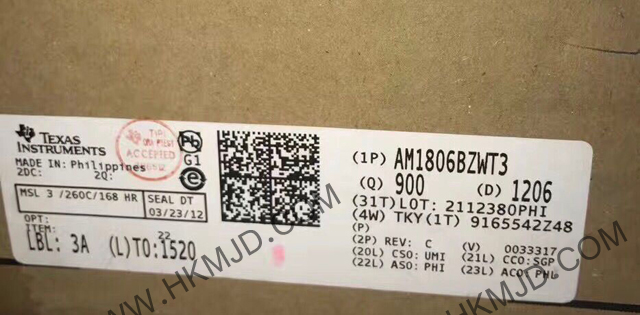 TEXAS
INSTRUMENTS
MADE IN: Philippines
2DC: 2Q:
ACCEPTED
Pb
G1
e
MSL 3 /260C/168 HR
SEAL DT
03/23/12
OPT:
ITEM:
LBL: 3A (L)TO:1520
22
(1P) AM1806BZWT3
(Q) 900 (D) 1206
(31T)LOT: 2112380PHI
(4W) TKY(1T) 9165542Z48
(P)
(2P) REV: C (V) 0033317
(20L) CSO: UMI (21L) CCO:SGP
(22L) ASO: PHI (23L) ACO:PHL
WWW.HKMJD.COM
HKMJD.COM